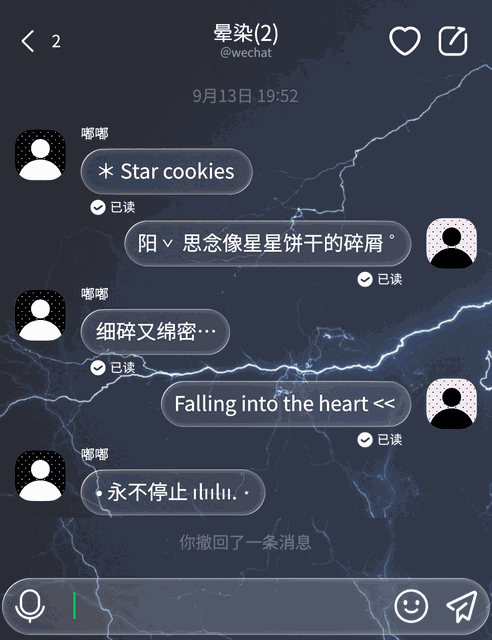 2
晕染(2)
@wechat
9月13日 19:52
嘟嘟
＊ Star cookies
已读
阳﹀ 思念像星星饼干的碎屑 °
已读
嘟嘟
细碎又绵密⋯
已读
Falling into the heart <<
已读
嘟嘟
• 永不停止 ılıılıı. ⋆
你撤回了一条消息